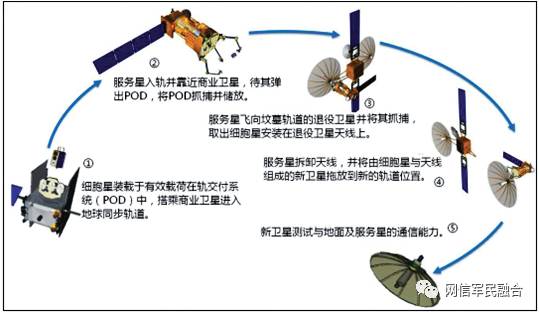 ①
细胞星装载于有效载荷在轨交付系
统（POD）中，搭乘商业卫星进入
地球同步轨道。
②
服务星入轨并靠近商业卫星，待其弹
出POD，将POD抓捕并储放。
③
服务星飞向坟墓轨道的退役卫星并将其抓捕，
取出细胞星安装在退役卫星天线上。
服务星拆卸天线，并将由细胞星与天线
组成的新卫星拖放到新的轨道位置。
④
新卫星测试与地面及服务星的通信能力。
⑤
网信军民融合